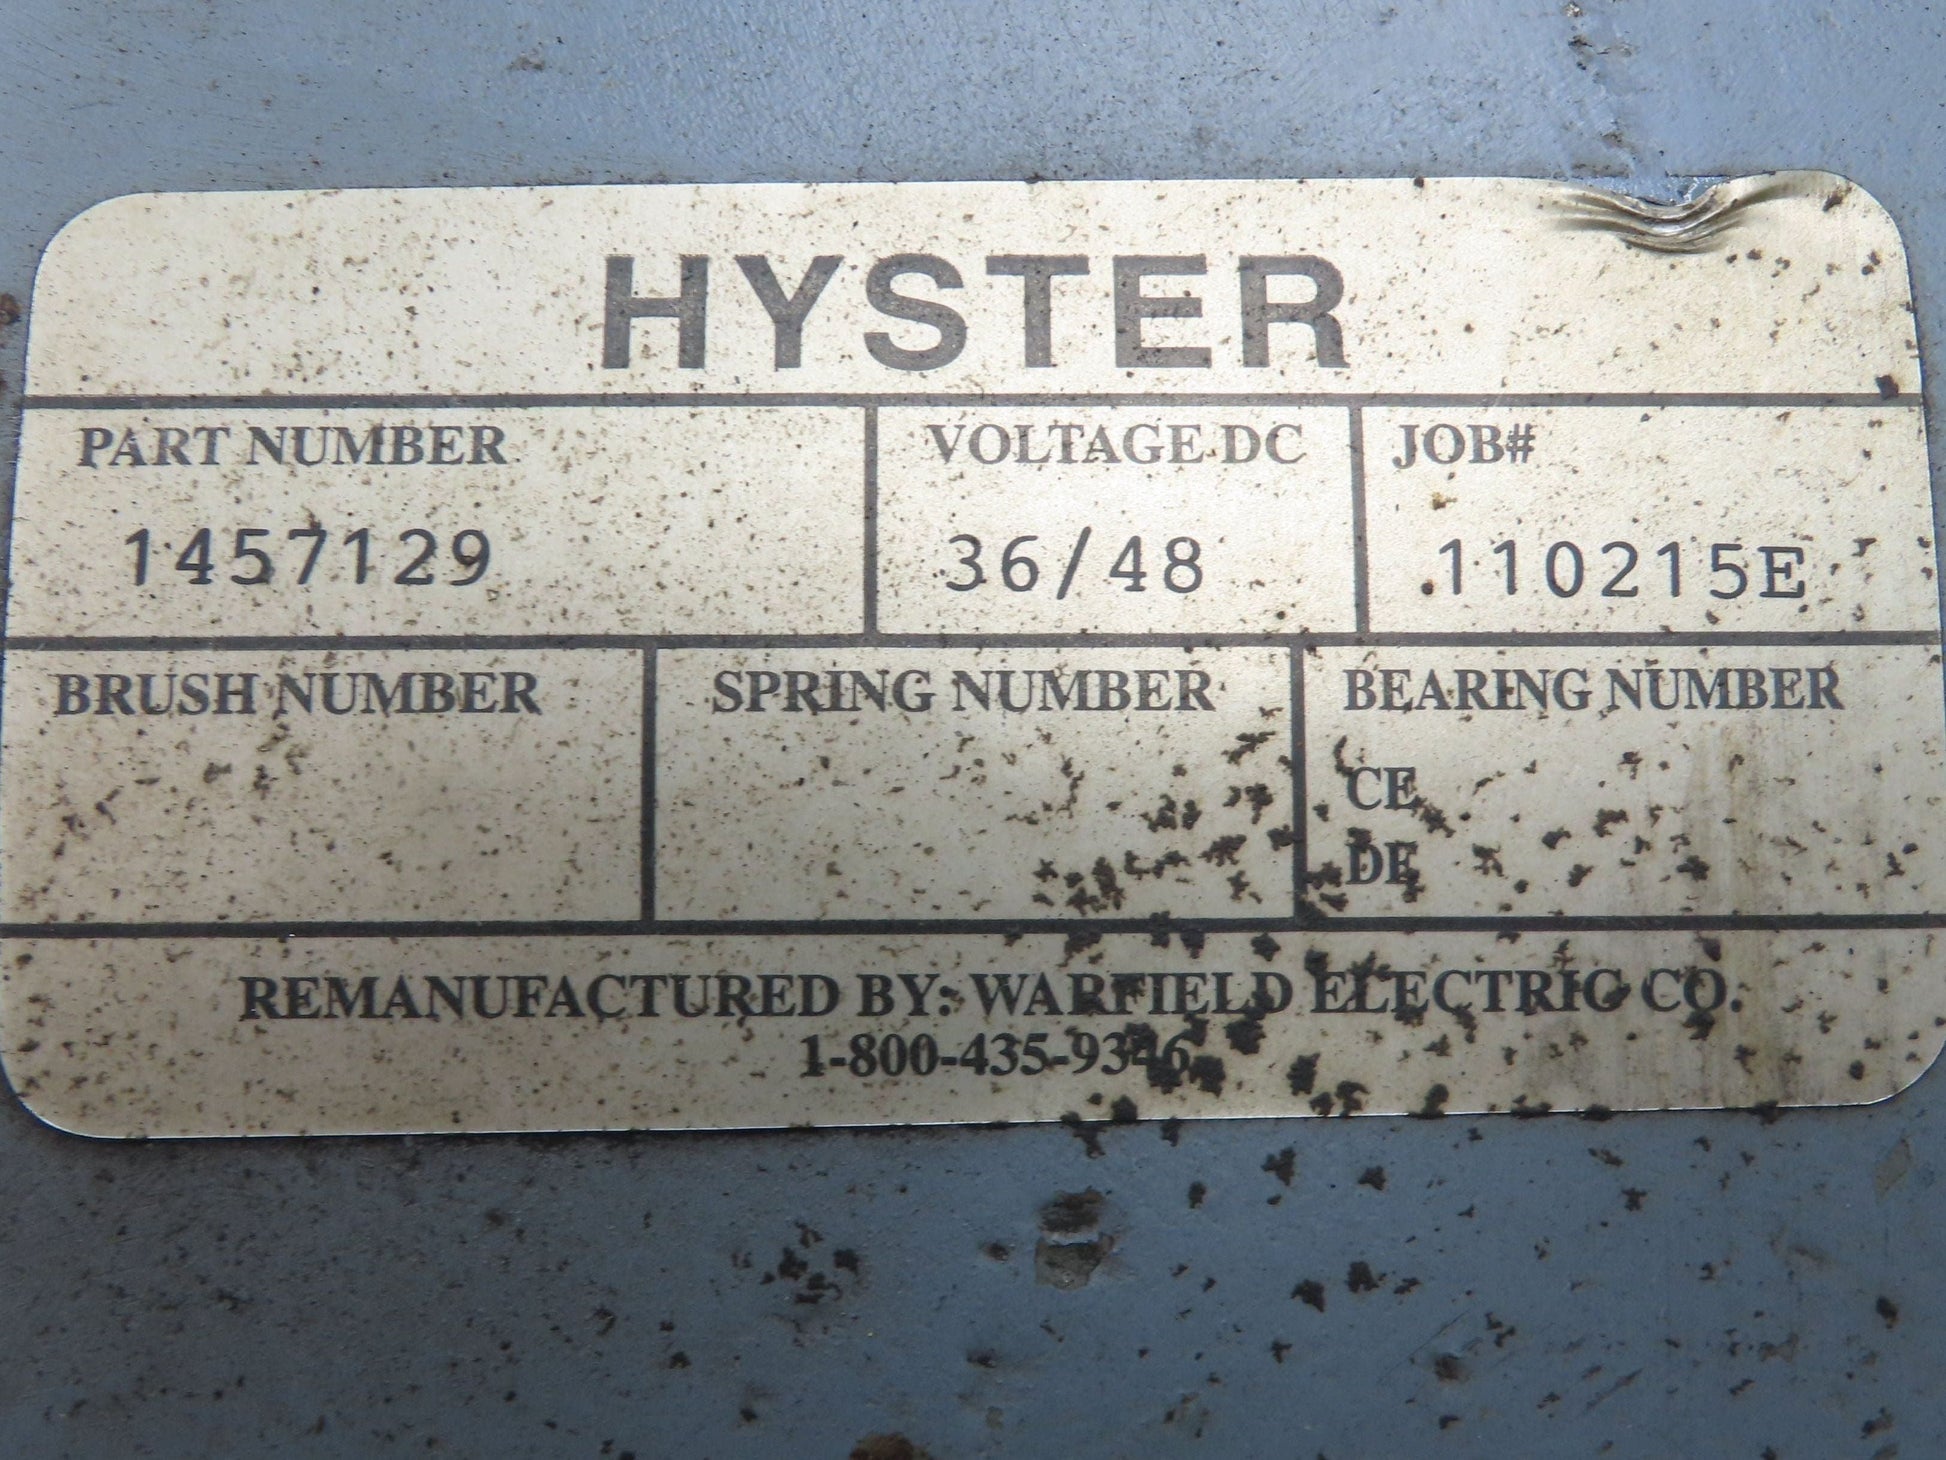 HYSTER
PART NUMBER
1457129
VOLTAGE DC
36/48
JOB#
110215E
BRUSH NUMBER
SPRING NUMBER
BEARING NUMBER
CE
DE
REMANUFACTURED BY: WARFIELD ELECTRIC CO.
1-800-435-9346